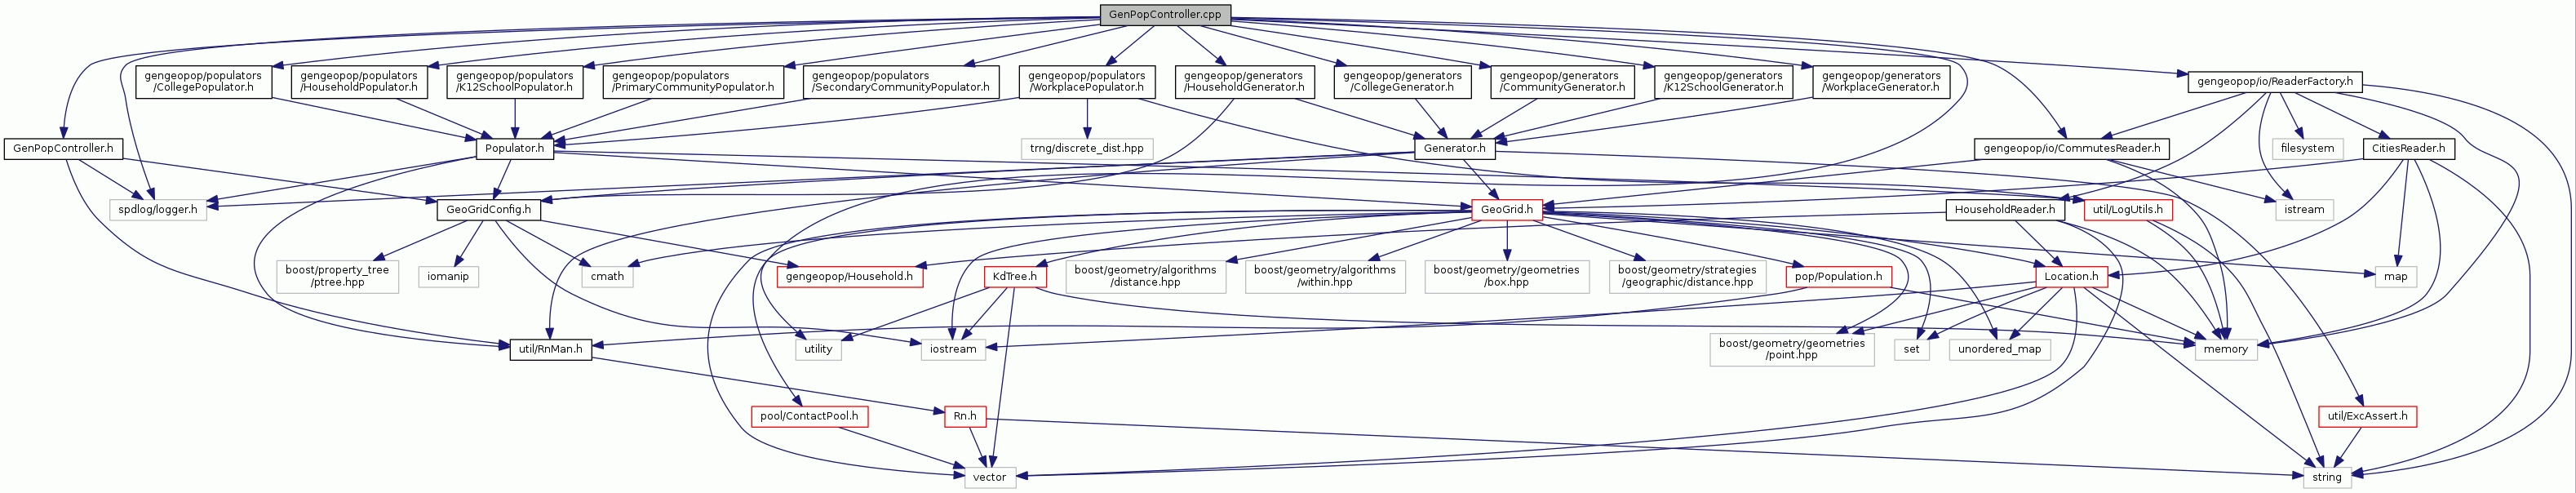 GenPopController.cpp
gengeopop/populators
/CollegePopulator.h
gengeopop/populators
/HouseholdPopulator.h
gengeopop/populators
/K12SchoolPopulator.h
gengeopop/populators
/PrimaryCommunityPopulator.h
gengeopop/populators
/SecondaryCommunityPopulator.h
gengeopop/populators
/WorkplacePopulator.h
gengeopop/generators
/HouseholdGenerator.h
gengeopop/generators
/CollegeGenerator.h
gengeopop/generators
/CommunityGenerator.h
gengeopop/generators
/K12SchoolGenerator.h
gengeopop/generators
/WorkplaceGenerator.h
gengeopop/io/ReaderFactory.h
GenPopController.h
Populator.h
trng/discrete_dist.hpp
Generator.h
gengeopop/io/CommutesReader.h
filesystem
CitiesReader.h
spdlog/logger.h
GeoGridConfig.h
GeoGrid.h
HouseholdReader.h
util/LogUtils.h
istream
boost/property_tree
/ptree.hpp
iomanip
cmath
gengeopop/Household.h
KdTree.h
boost/geometry/algorithms
/distance.hpp
boost/geometry/algorithms
/within.hpp
boost/geometry/geometries
/box.hpp
boost/geometry/strategies
/geographic/distance.hpp
pop/Population.h
Location.h
map
util/RnMan.h
utility
iostream
boost/geometry/geometries
/point.hpp
set
unordered_map
memory
pool/ContactPool.h
Rn.h
util/ExcAssert.h
vector
string